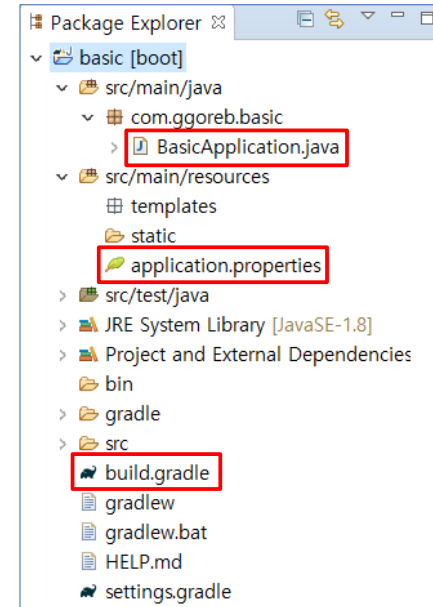 Package Explorer
basic [boot]
src/main/java
com.ggoreb.basic
BasicApplication.java
src/main/resources
templates
static
application.properties
src/test/java
JRE System Library [JavaSE-1.8]
Project and External Dependencies
bin
gradle
src
build.gradle
gradlew
gradlew.bat
HELP.md
settings.gradle